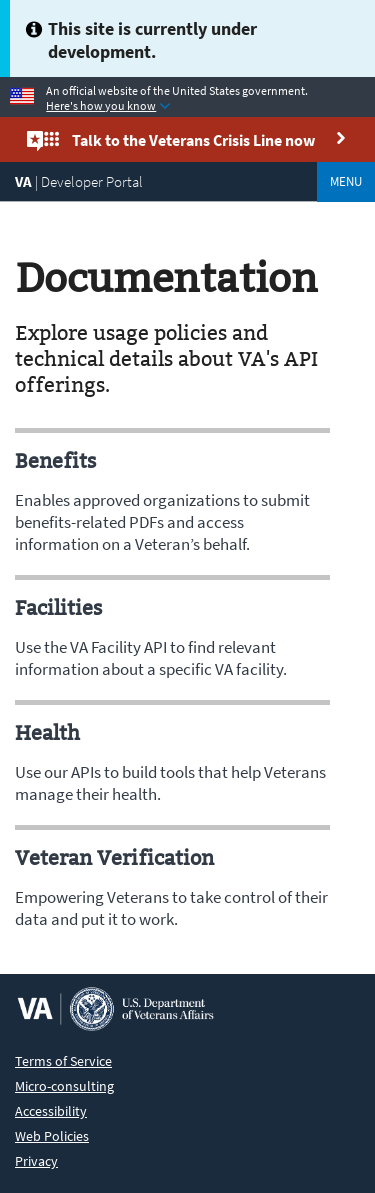 This site is currently under
development.
An official website of the United States government.
Here's how you know
Talk to the Veterans Crisis Line now
VA | Developer Portal
MENU
Documentation
Explore usage policies and
technical details about VA's API
offerings.
Benefits
Enables approved organizations to submit
benefits-related PDFs and access
information on a Veteran’s behalf.
Facilities
Use the VA Facility API to find relevant
information about a specific VA facility.
Health
Use our APIs to build tools that help Veterans
manage their health.
Veteran Verification
Empowering Veterans to take control of their
data and put it to work.
VA
U.S. Department
of Veterans Affairs
Terms of Service
Micro-consulting
Accessibility
Web Policies
Privacy